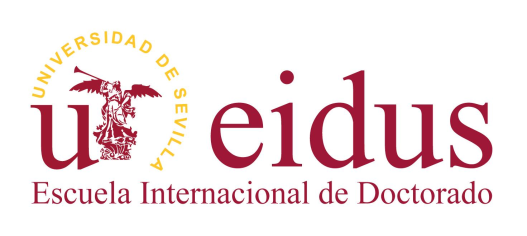 UNIVERSIDAD DE SEVILLA
u eidus
Escuela Internacional de Doctorado